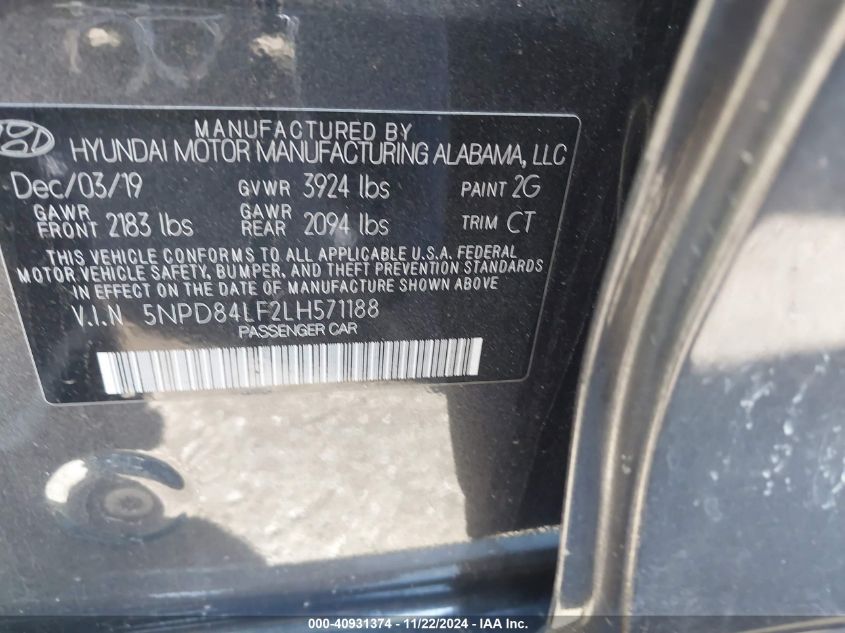 MANUFACTURED BY
HYUNDAI MOTOR MANUFACTURING ALABAMA, LLC
Dec/03/19 GVWR 3924 lbs PAINT 2G
GAWR FRONT 2183 lbs GAWR REAR 2094 lbs TRIM CT
THIS VEHICLE CONFORMS TO ALL APPLICABLE U.S.A. FEDERAL
MOTOR VEHICLE SAFETY, BUMPER, AND THEFT PREVENTION STANDARDS
IN EFFECT ON THE DATE OF MANUFACTURE SHOWN ABOVE
V.I.N 5NPD84LF2LH571188
PASSENGER CAR
000-40931374 - 11/22/2024 - IAAI.com